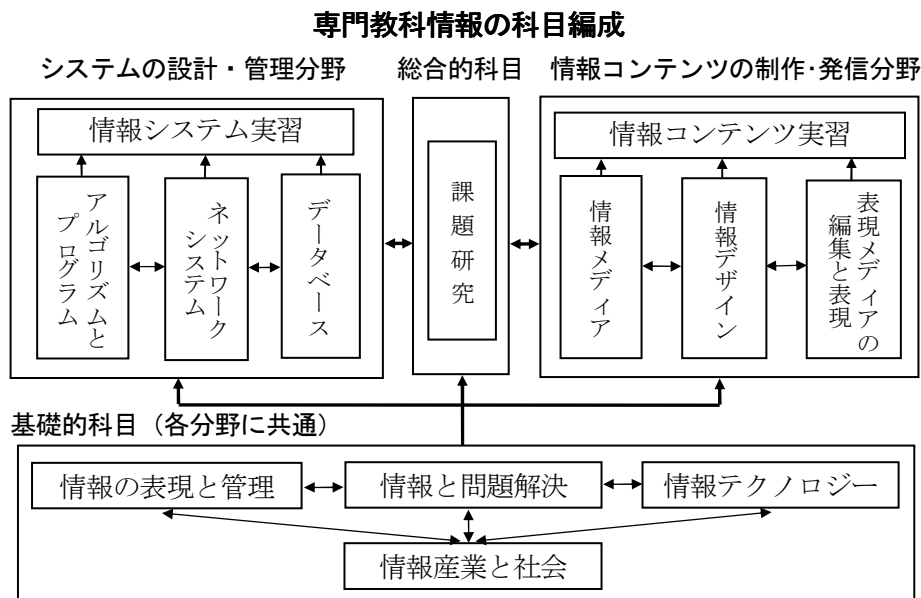 専門教科情報の科目編成
システムの設計・管理分野
総合的科目
情報コンテンツの制作･発信分野
情報システム実習
アルゴリズムと
プログラム
ネットワーク
システム
データベース
課題研究
情報コンテンツ実習
情報メディア
情報デザイン
表現メディアの
編集と表現
基礎的科目（各分野に共通）
情報の表現と管理
情報と問題解決
情報テクノロジー
情報産業と社会